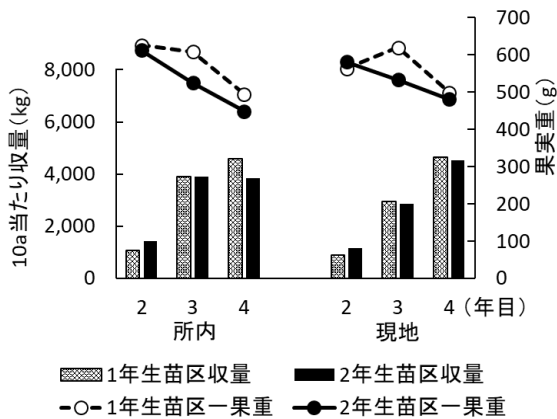 10a当たり収量(kg)
8,000
6,000
4,000
2,000
0
700
600
500
400
300
200
100
0
果実重(g)
2 3 4 2 3 4 (年目)
所内 現地
1年生苗区収量 2年生苗区収量
1年生苗区一果重 2年生苗区一果重